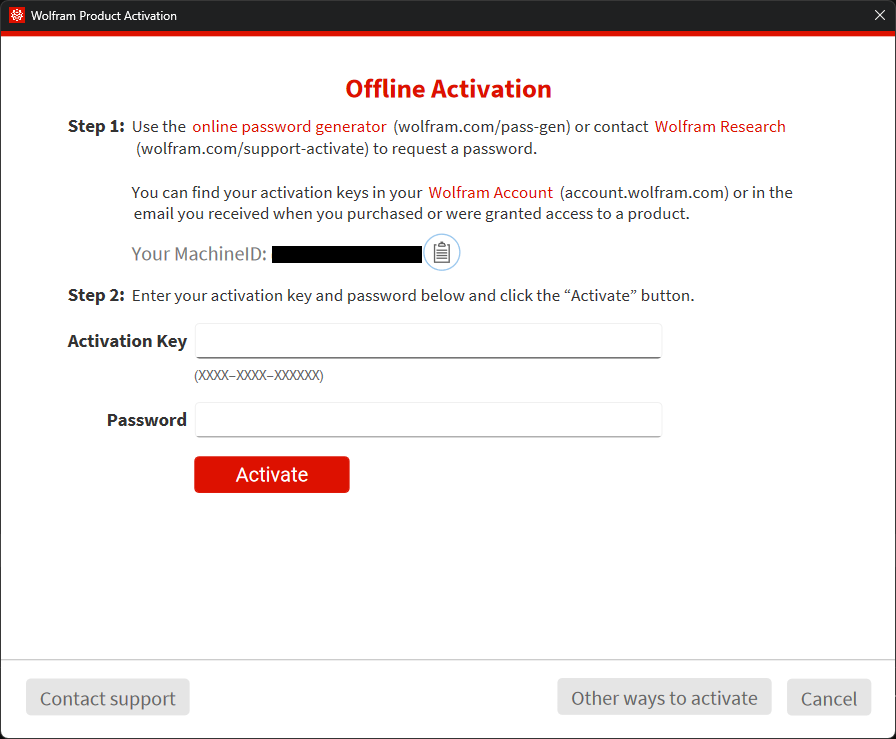 Wolfram Product Activation
Offline Activation
Step 1: Use the online password generator (wolfram.com/pass-gen) or contact Wolfram Research
(wolfram.com/support-activate) to request a password.
You can find your activation keys in your Wolfram Account (account.wolfram.com) or in the
email you received when you purchased or were granted access to a product.
Your MachineID:
Step 2: Enter your activation key and password below and click the “Activate” button.
Activation Key
(XXXX–XXXX–XXXXXX)
Password
Activate
Contact support
Other ways to activate
Cancel